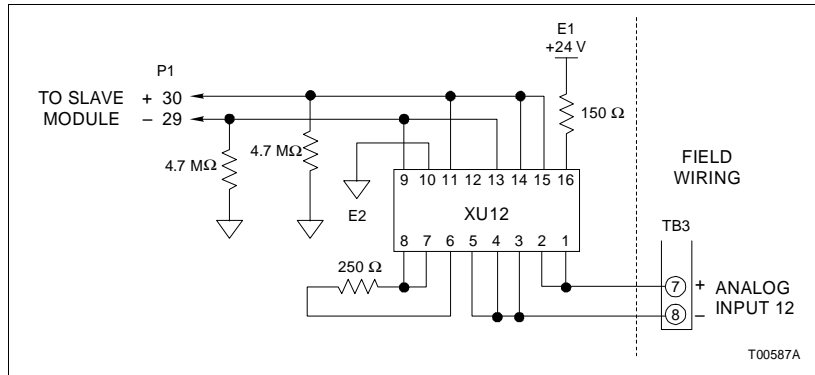 E1
+24 V
P1
TO SLAVE + 30
MODULE – 29
150 Ω
4.7 MΩ
4.7 MΩ
FIELD
WIRING
9 10 11 12 13 14 15 16
E2
XU12
TB3
8 7 6 5 4 3 2 1
250 Ω
7 + ANALOG
8 – INPUT 12
T00587A